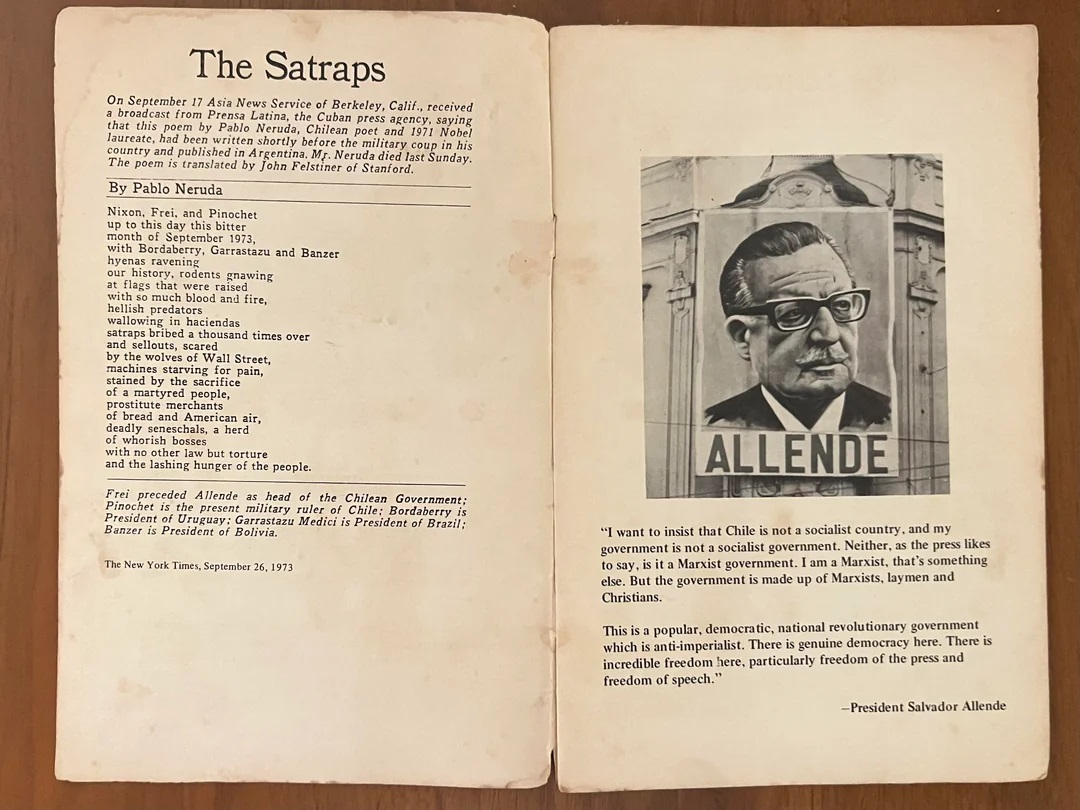 The Satraps
On September 17 Asia News Service of Berkeley, Calif., received
a broadcast from Prensa Latina, the Cuban press agency, saying
that this poem by Pablo Neruda, Chilean poet and 1971 Nobel
laureate, had been written shortly before the military coup in his
country and published in Argentina. Mr. Neruda died last Sunday.
The poem is translated by John Felstiner of Stanford.
By Pablo Neruda
Nixon, Frei, and Pinochet
up to this day this bitter
month of September 1973,
with Bordaberry, Garrastazu and Banzer
hyenas ravening
our history, rodents gnawing
at flags that were raised
with so much blood and fire,
hellish predators
wallowing in haciendas
satraps bribed a thousand times over
and sellouts, scared
by the wolves of Wall Street,
machines starving for pain,
stained by the sacrifice
of a martyred people,
prostitute merchants
of bread and American air,
deadly seneschals, a herd
of whorish bosses
with no other law but torture
and the lashing hunger of the people.
Frei preceded Allende as head of the Chilean Government;
Pinochet is the present military ruler of Chile; Bordaberry is
President of Uruguay; Garrastazu Medici is President of Brazil;
Banzer is President of Bolivia.
The New York Times, September 26, 1973
ALLENDE
“I want to insist that Chile is not a socialist country, and my
government is not a socialist government. Neither, as the press likes
to say, is it a Marxist government. I am a Marxist, that’s something
else. But the government is made up of Marxists, laymen and
Christians.
This is a popular, democratic, national revolutionary government
which is anti-imperialist. There is genuine democracy here. There is
incredible freedom here, particularly freedom of the press and
freedom of speech.”
—President Salvador Allende